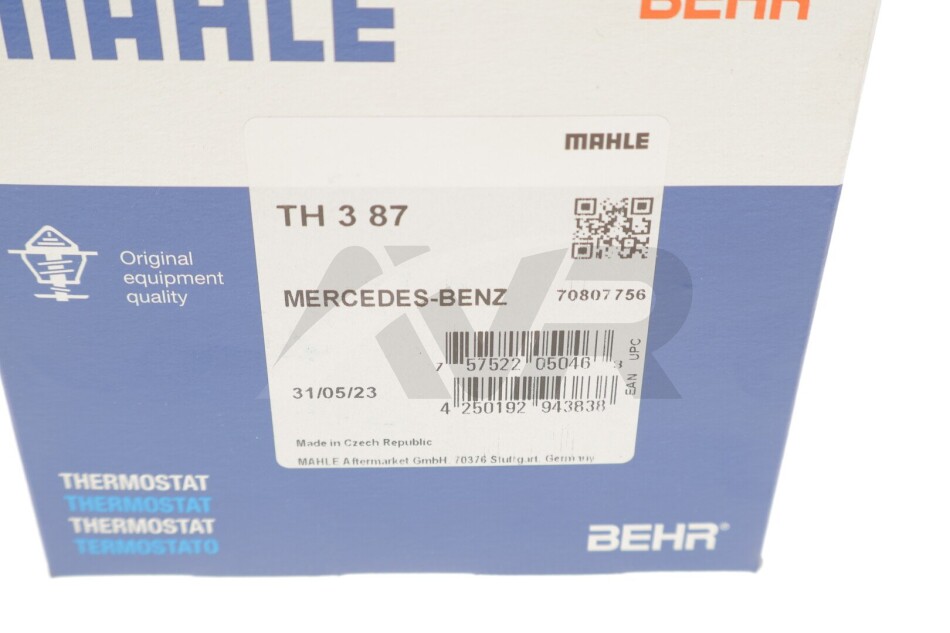 MAHLE
BEHR
MAHLE
TH 3 87
Original
equipment
quality
MERCEDES-BENZ
70807756
AVR
7 57522 05046 3
EAN UPC
31/05/23
4 250192 943838
Made in Czech Republic
MAHLE Aftermarket GmbH, 70376 Stuttgart, Germany
THERMOSTAT
THERMOSTAT
THERMOSTAT
TERMOSTATO
BEHR®